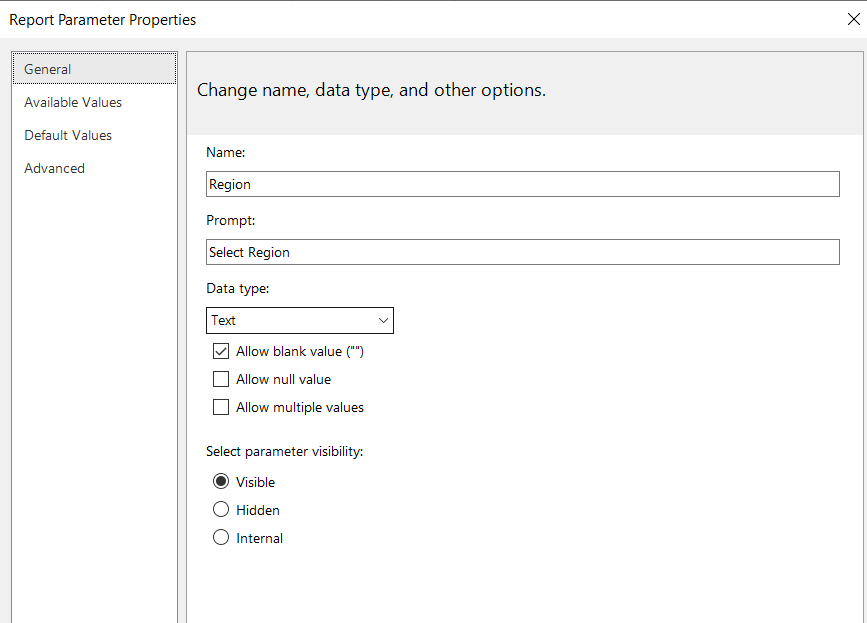 Report Parameter Properties
General
Available Values
Default Values
Advanced
Change name, data type, and other options.
Name:
Region
Prompt:
Select Region
Data type:
Text
Allow blank value ("")
Allow null value
Allow multiple values
Select parameter visibility:
Visible
Hidden
Internal